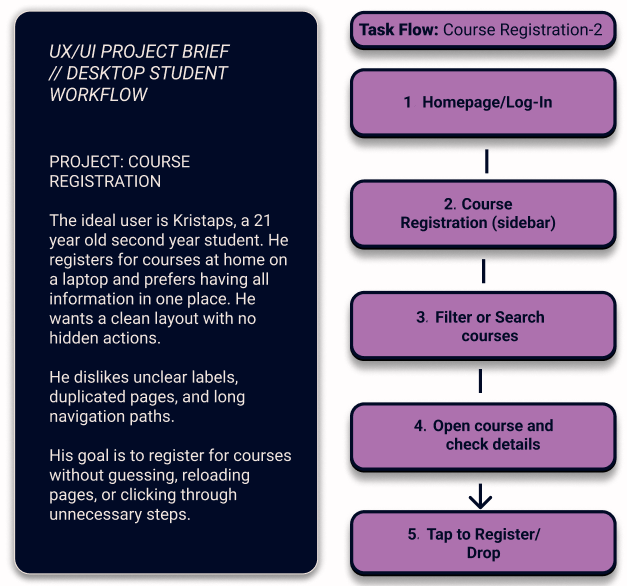 UX/UI PROJECT BRIEF
// DESKTOP STUDENT
WORKFLOW
PROJECT: COURSE
REGISTRATION
The ideal user is Kristaps, a 21
year old second year student. He
registers for courses at home on
a laptop and prefers having all
information in one place. He
wants a clean layout with no
hidden actions.
He dislikes unclear labels,
duplicated pages, and long
navigation paths.
His goal is to register for courses
without guessing, reloading
pages, or clicking through
unnecessary steps.
Task Flow: Course Registration-2
1 Homepage/Log-In
2. Course
Registration (sidebar)
3. Filter or Search
courses
4. Open course and
check details
5. Tap to Register/
Drop